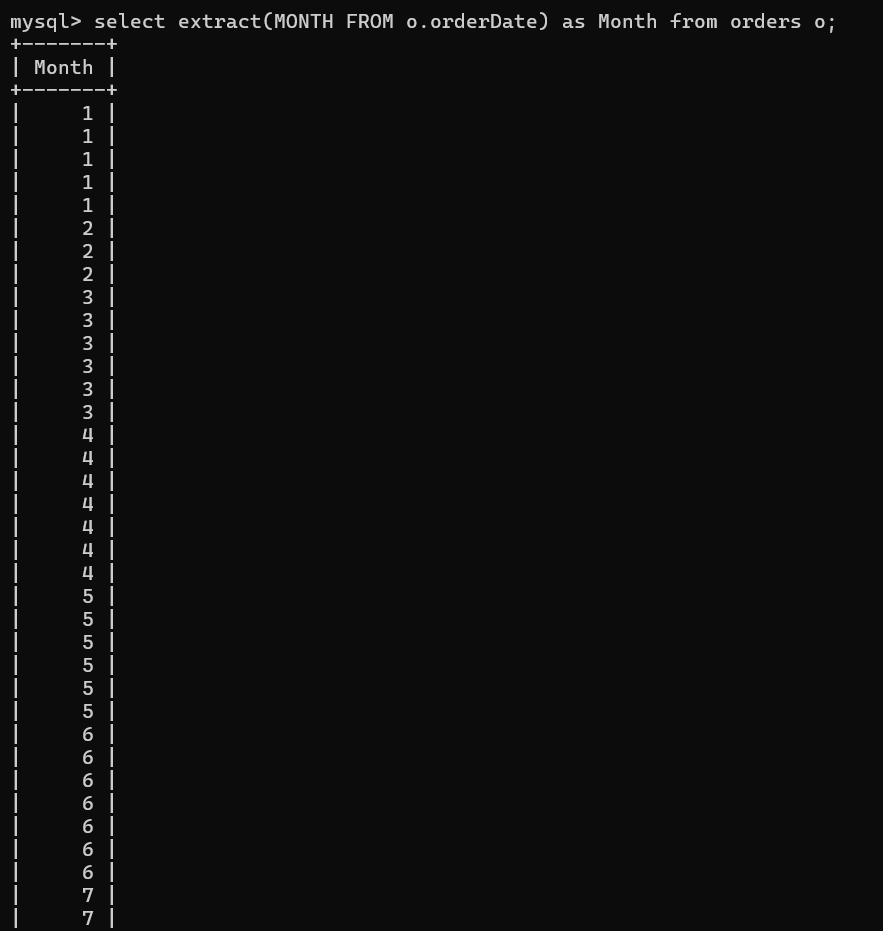 mysql> select extract(MONTH FROM o.orderDate) as Month from orders o;
+-------+
| Month |
+-------+
|     1 |
|     1 |
|     1 |
|     1 |
|     1 |
|     2 |
|     2 |
|     2 |
|     3 |
|     3 |
|     3 |
|     3 |
|     3 |
|     3 |
|     4 |
|     4 |
|     4 |
|     4 |
|     4 |
|     4 |
|     4 |
|     5 |
|     5 |
|     5 |
|     5 |
|     5 |
|     5 |
|     6 |
|     6 |
|     6 |
|     6 |
|     6 |
|     6 |
|     6 |
|     7 |
|     7 |